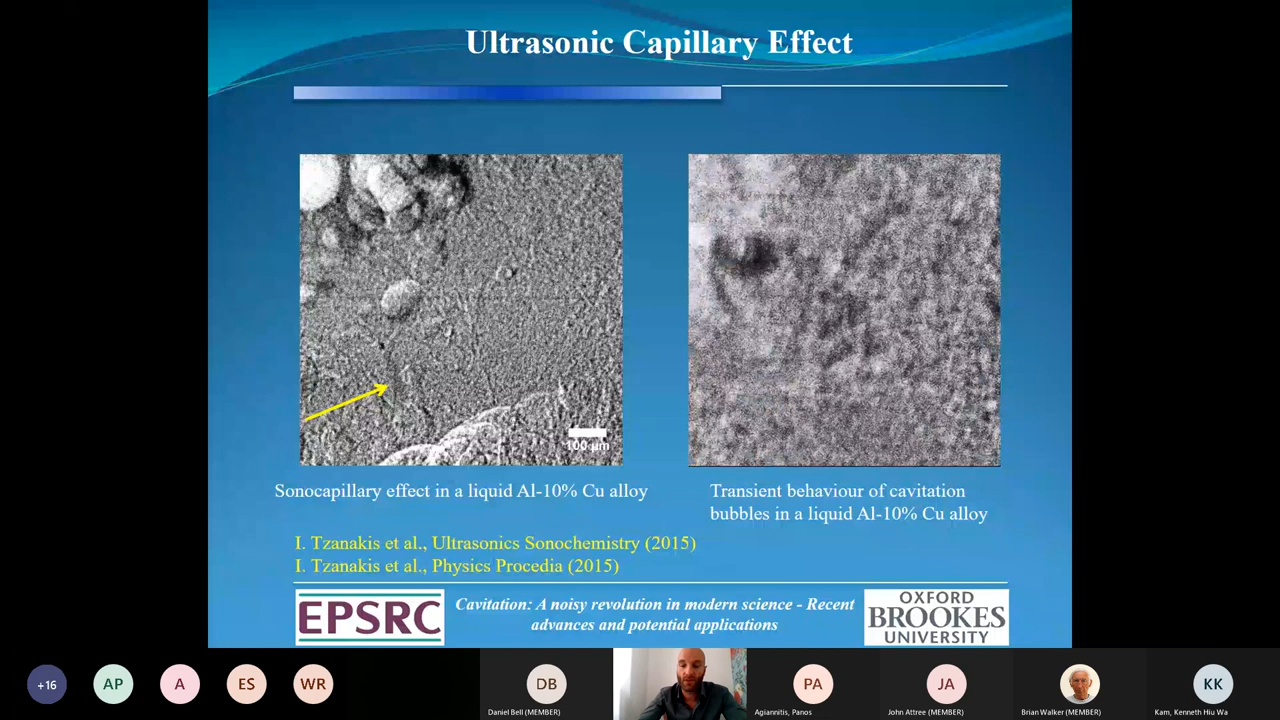 Ultrasonic Capillary Effect
100 µm
Sonocapillary effect in a liquid Al-10% Cu alloy
Transient behaviour of cavitation
bubbles in a liquid Al-10% Cu alloy
I. Tzanakis et al., Ultrasonics Sonochemistry (2015)
I. Tzanakis et al., Physics Procedia (2015)
EPSRC
Cavitation: A noisy revolution in modern science - Recent
advances and potential applications
OXFORD
BROOKES
UNIVERSITY
+16
AP
A
ES
WR
DB
Daniel Bell (MEMBER)
PA
Agiannitis, Panos
JA
John Attree (MEMBER)
Brian Walker (MEMBER)
KK
Kam, Kenneth Hiu Wa